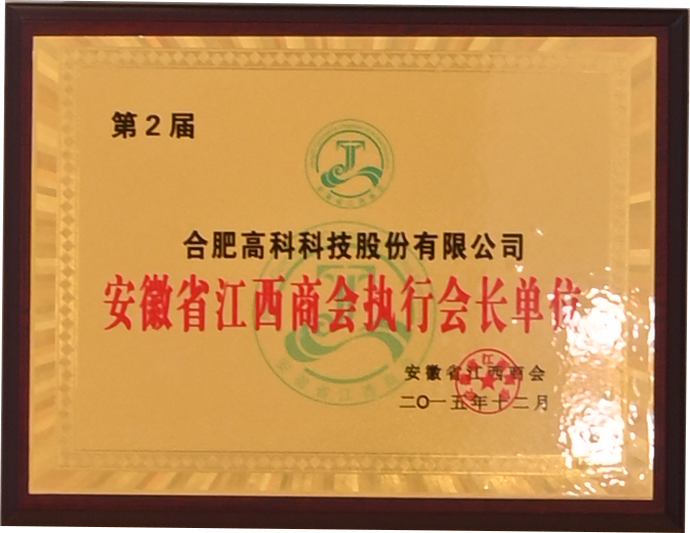 第2届
合肥高科科技股份有限公司
安徽省江西商会执行会长单位
安徽省江西商会
二〇一五年十二月